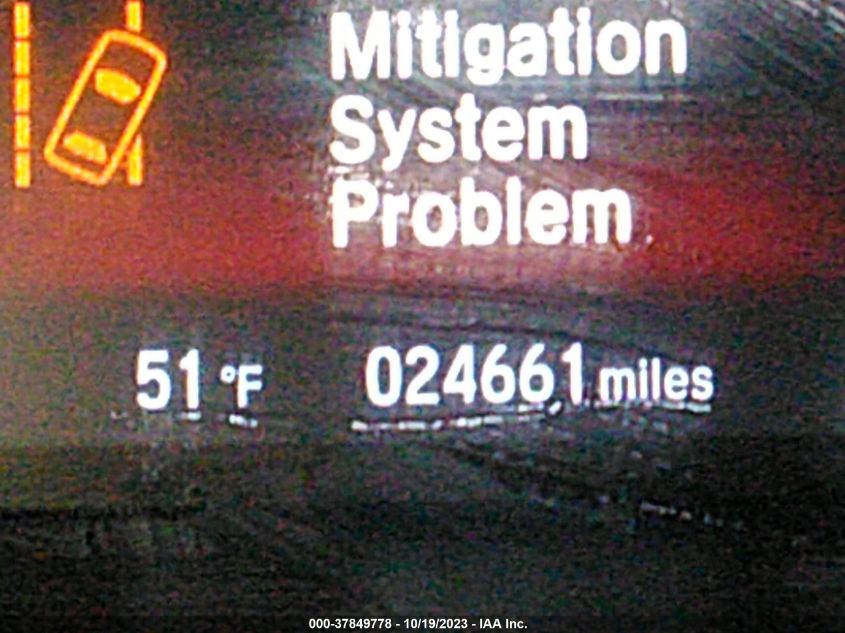 Mitigation
System
Problem
51 °F 024661 miles
000-37849778 - 10/19/2023 - IAA Inc.